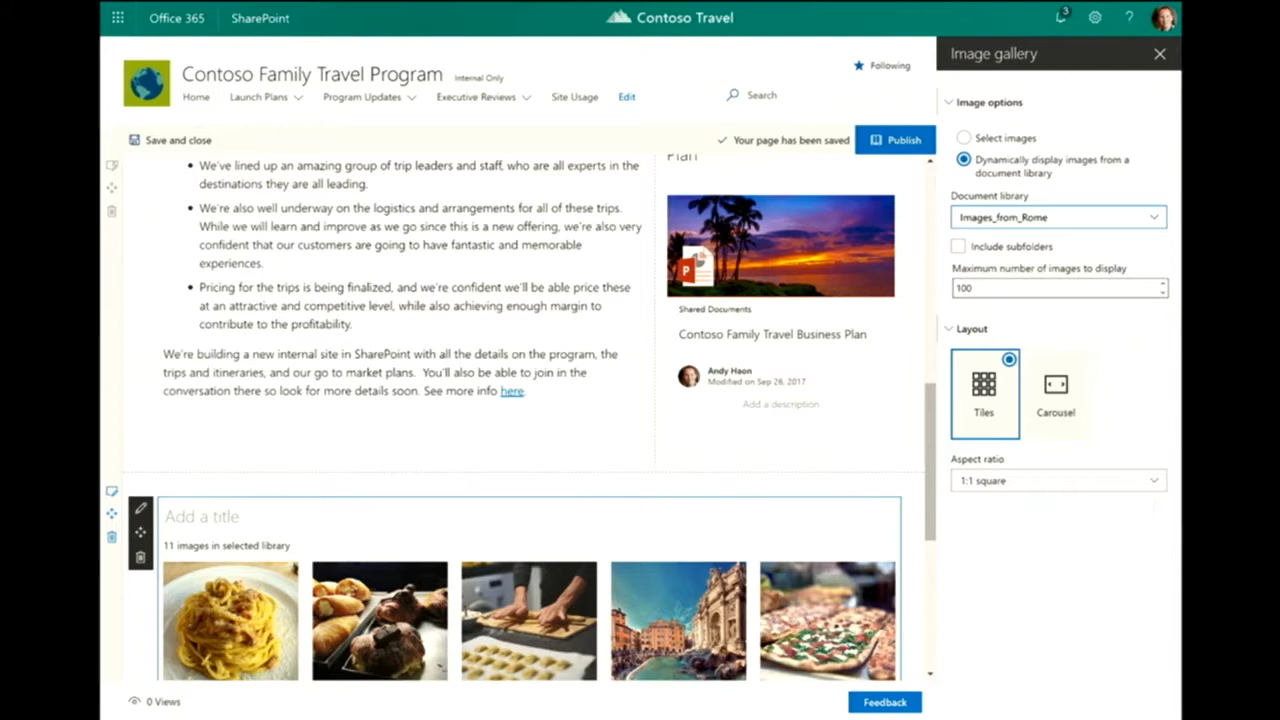 Office 365
SharePoint
Contoso Travel
3
?
Contoso Family Travel Program
Internal Only
Following
Home
Launch Plans
Program Updates
Executive Reviews
Site Usage
Edit
Search
Save and close
Your page has been saved
Publish
• We've lined up an amazing group of trip leaders and staff, who are all experts in the
destinations they are all leading.
• We're also well underway on the logistics and arrangements for all of these trips.
While we will learn and improve as we go since this is a new offering, we're also very
confident that our customers are going to have fantastic and memorable
experiences.
• Pricing for the trips is being finalized, and we're confident we'll be able price these
at an attractive and competitive level, while also achieving enough margin to
contribute to the profitability.
We're building a new internal site in SharePoint with all the details on the program, the
trips and itineraries, and our go to market plans. You'll also be able to join in the
conversation there so look for more details soon. See more info here.
Plan
P
Shared Documents
Contoso Family Travel Business Plan
Andy Haon
Modified on Sep 26, 2017
Add a description
Add a title
11 images in selected library
0 Views
Feedback
Image gallery
Image options
Select images
Dynamically display images from a
document library
Document library
Images_from_Rome
Include subfolders
Maximum number of images to display
100
Layout
Tiles
Carousel
Aspect ratio
1:1 square